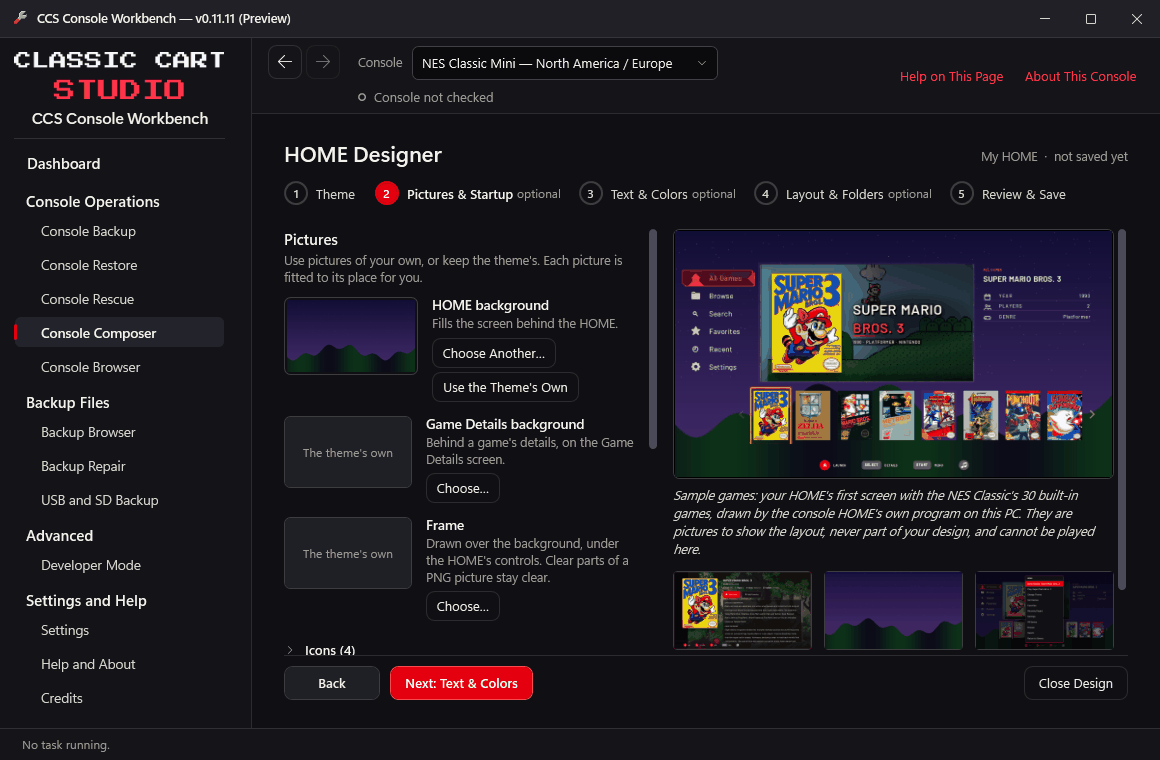 CCS Console Workbench — v0.11.11 (Preview)
CLASSIC CART
STUDIO
CCS Console Workbench
Dashboard
Console Operations
Console Backup
Console Restore
Console Rescue
Console Composer
Console Browser
Backup Files
Backup Browser
Backup Repair
USB and SD Backup
Advanced
Developer Mode
Settings and Help
Settings
Help and About
Credits
Console
NES Classic Mini — North America / Europe
Console not checked
Help on This Page
About This Console
HOME Designer
My HOME · not saved yet
1 Theme
2 Pictures & Startup optional
3 Text & Colors optional
4 Layout & Folders optional
5 Review & Save
Pictures
Use pictures of your own, or keep the theme's. Each picture is
fitted to its place for you.
HOME background
Fills the screen behind the HOME.
Choose Another...
Use the Theme's Own
The theme's own
Game Details background
Behind a game's details, on the Game
Details screen.
Choose...
The theme's own
Frame
Drawn over the background, under
the HOME's controls. Clear parts of a
PNG picture stay clear.
Choose...
Icons (4)
All Games
Browse
Search
Favorites
Recent
Settings
SUPER MARIO
BROS. 3
SUPER MARIO BROS. 3
YEAR 1990
PLAYERS 2
GENRE Platformer
Sample games: your HOME's first screen with the NES Classic's 30 built-in
games, drawn by the console HOME's own program on this PC. They are
pictures to show the layout, never part of your design, and cannot be played
here.
Back
Next: Text & Colors
Close Design
No task running.